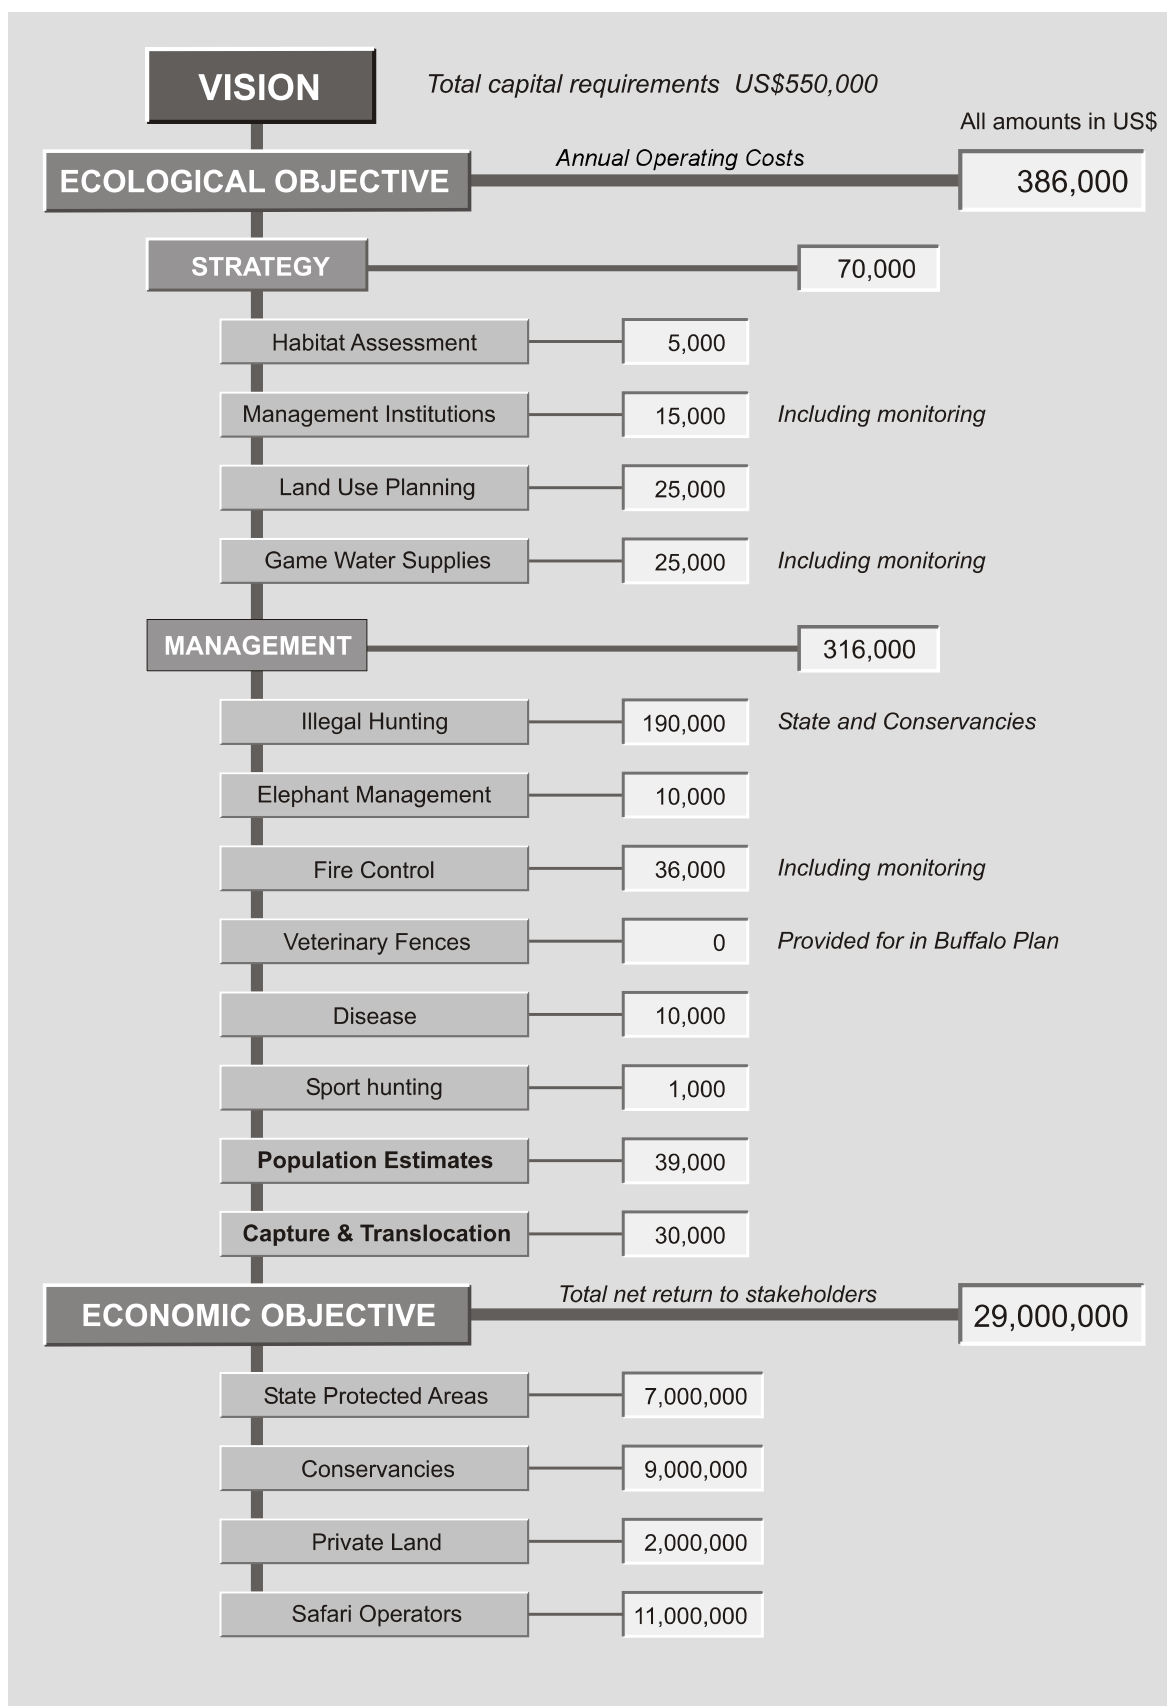 VISION
Total capital requirements  US$550,000
All amounts in US$
ECOLOGICAL OBJECTIVE
Annual Operating Costs
386,000
STRATEGY
70,000
Habitat Assessment
5,000
Management Institutions
15,000
Including monitoring
Land Use Planning
25,000
Game Water Supplies
25,000
Including monitoring
MANAGEMENT
316,000
Illegal Hunting
190,000
State and Conservancies
Elephant Management
10,000
Fire Control
36,000
Including monitoring
Veterinary Fences
0
Provided for in Buffalo Plan
Disease
10,000
Sport hunting
1,000
Population Estimates
39,000
Capture & Translocation
30,000
ECONOMIC OBJECTIVE
Total net return to stakeholders
29,000,000
State Protected Areas
7,000,000
Conservancies
9,000,000
Private Land
2,000,000
Safari Operators
11,000,000